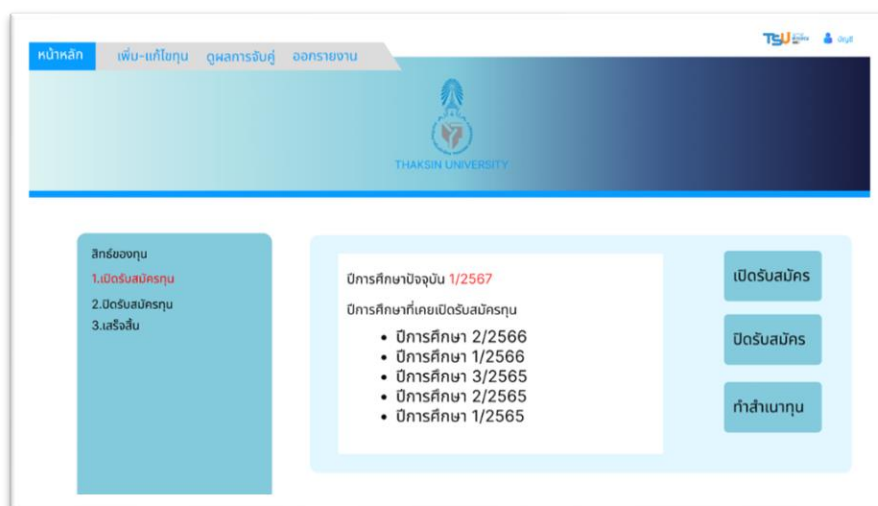 TSU
บัญชี
หน้าหลัก เพิ่ม-แก้ไขทุน ดูผลการจับคู่ ออกรายงาน
THAKSIN UNIVERSITY
สิทธ์ของทุน
1.เปิดรับสมัครทุน
2.ปิดรับสมัครทุน
3.เสร็จสิ้น
ปีการศึกษาปัจจุบัน 1/2567
ปีการศึกษาที่เคยเปิดรับสมัครทุน
• ปีการศึกษา 2/2566
• ปีการศึกษา 1/2566
• ปีการศึกษา 3/2565
• ปีการศึกษา 2/2565
• ปีการศึกษา 1/2565
เปิดรับสมัคร
ปิดรับสมัคร
ทำสำเนาทุน